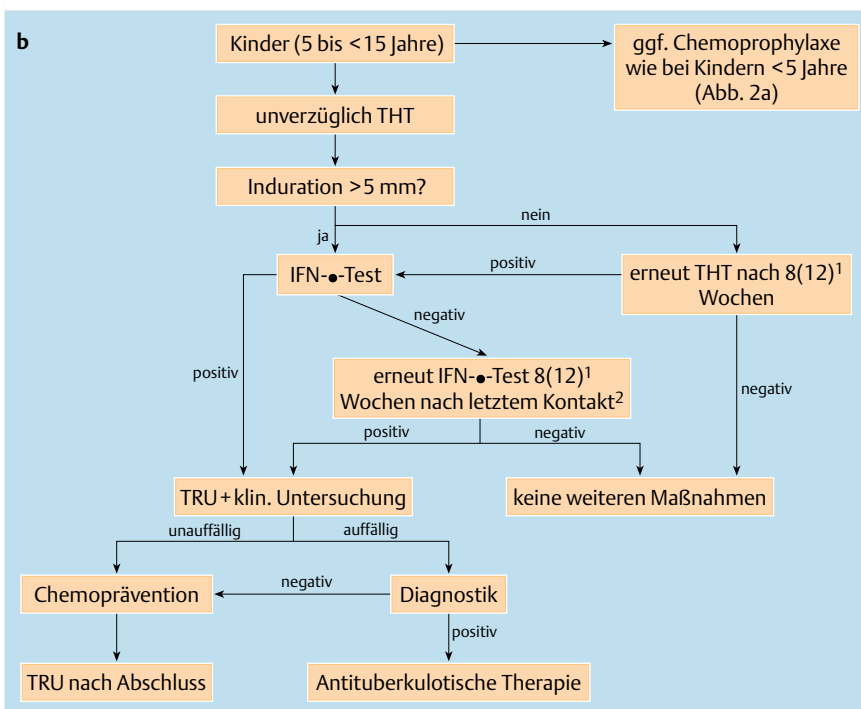 b
Kinder (5 bis <15 Jahre)
ggf. Chemoprophylaxe
wie bei Kindern <5 Jahre
(Abb. 2a)
unverzüglich THT
Induration >5 mm?
nein
ja
IFN-●-Test
positiv
erneut THT nach 8(12)¹
Wochen
negativ
positiv
erneut IFN-●-Test 8(12)¹
Wochen nach letztem Kontakt²
negativ
positiv
negativ
TRU+klin. Untersuchung
keine weiteren Maßnahmen
unauffällig
auffällig
Chemoprävention
negativ
Diagnostik
positiv
TRU nach Abschluss
Antituberkulotische Therapie